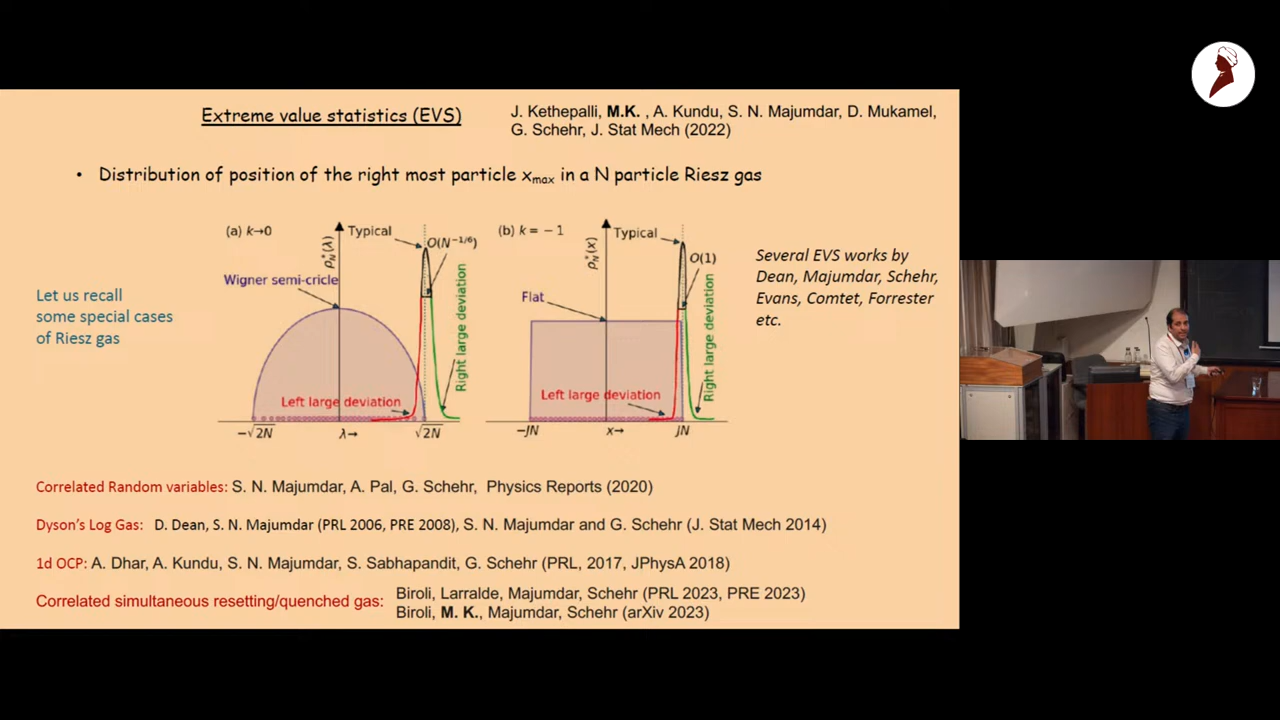 Extreme value statistics (EVS)
J. Kethepalli, M.K. , A. Kundu, S. N. Majumdar, D. Mukamel,
G. Schehr, J. Stat Mech (2022)
• Distribution of position of the right most particle xmax in a N particle Riesz gas
Let us recall
some special cases
of Riesz gas
(a) k→0
Typical
O(N^{-1/6})
ρ*_N(λ)
Wigner semi-cricle
Left large deviation
Right large deviation
-√2N
λ→
√2N
(b) k = −1
Typical
O(1)
ρ*_N(x)
Flat
Left large deviation
Right large deviation
-JN
x→
JN
Several EVS works by
Dean, Majumdar, Schehr,
Evans, Comtet, Forrester
etc.
Correlated Random variables: S. N. Majumdar, A. Pal, G. Schehr, Physics Reports (2020)
Dyson's Log Gas: D. Dean, S. N. Majumdar (PRL 2006, PRE 2008), S. N. Majumdar and G. Schehr (J. Stat Mech 2014)
1d OCP: A. Dhar, A. Kundu, S. N. Majumdar, S. Sabhapandit, G. Schehr (PRL, 2017, JPhysA 2018)
Correlated simultaneous resetting/quenched gas: Biroli, Larralde, Majumdar, Schehr (PRL 2023, PRE 2023)
Biroli, M. K., Majumdar, Schehr (arXiv 2023)